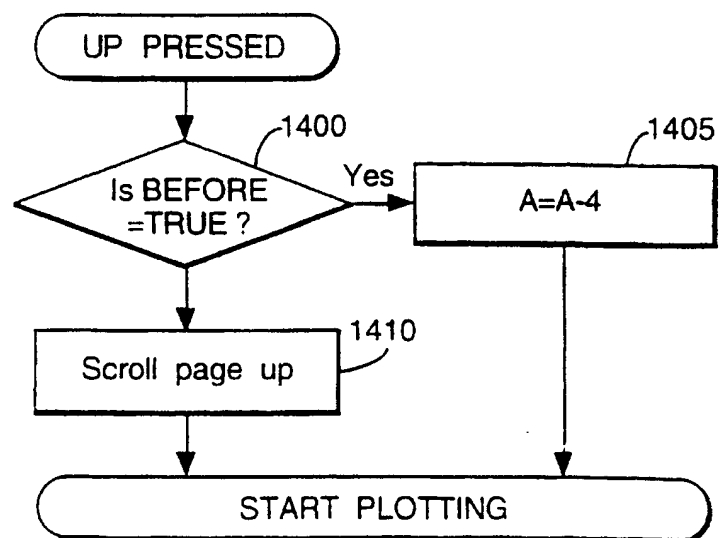 UP PRESSED
1400
1405
Is BEFORE
=TRUE ?
Yes
A=A-4
1410
Scroll page up
START PLOTTING